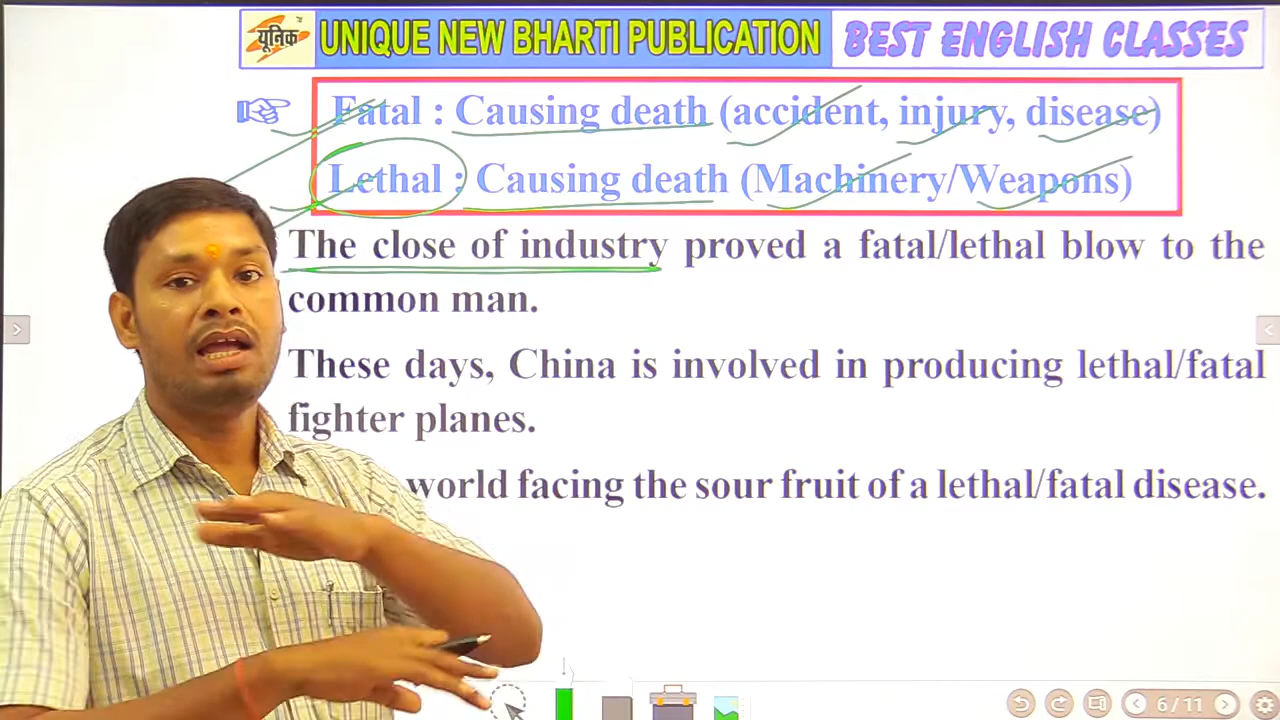 यूनिक UNIQUE NEW BHARTI PUBLICATION BEST ENGLISH CLASSES
Fatal : Causing death (accident, injury, disease)
Lethal : Causing death (Machinery/Weapons)
The close of industry proved a fatal/lethal blow to the
common man.
These days, China is involved in producing lethal/fatal
fighter planes.
world facing the sour fruit of a lethal/fatal disease.
6/11